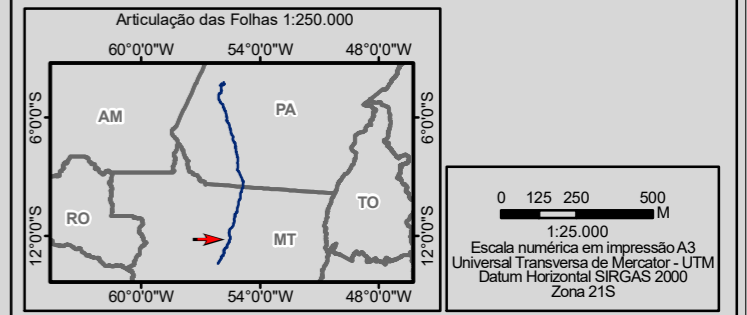 Articulação das Folhas 1:250.000
60°0'0"W 54°0'0"W 48°0'0"W
6°0'0"S AM PA 6°0'0"S
RO TO
12°0'0"S MT 12°0'0"S
60°0'0"W 54°0'0"W 48°0'0"W
0 125 250 500
M
1:25.000
Escala numérica em impressão A3
Universal Transversa de Mercator - UTM
Datum Horizontal SIRGAS 2000
Zona 21S